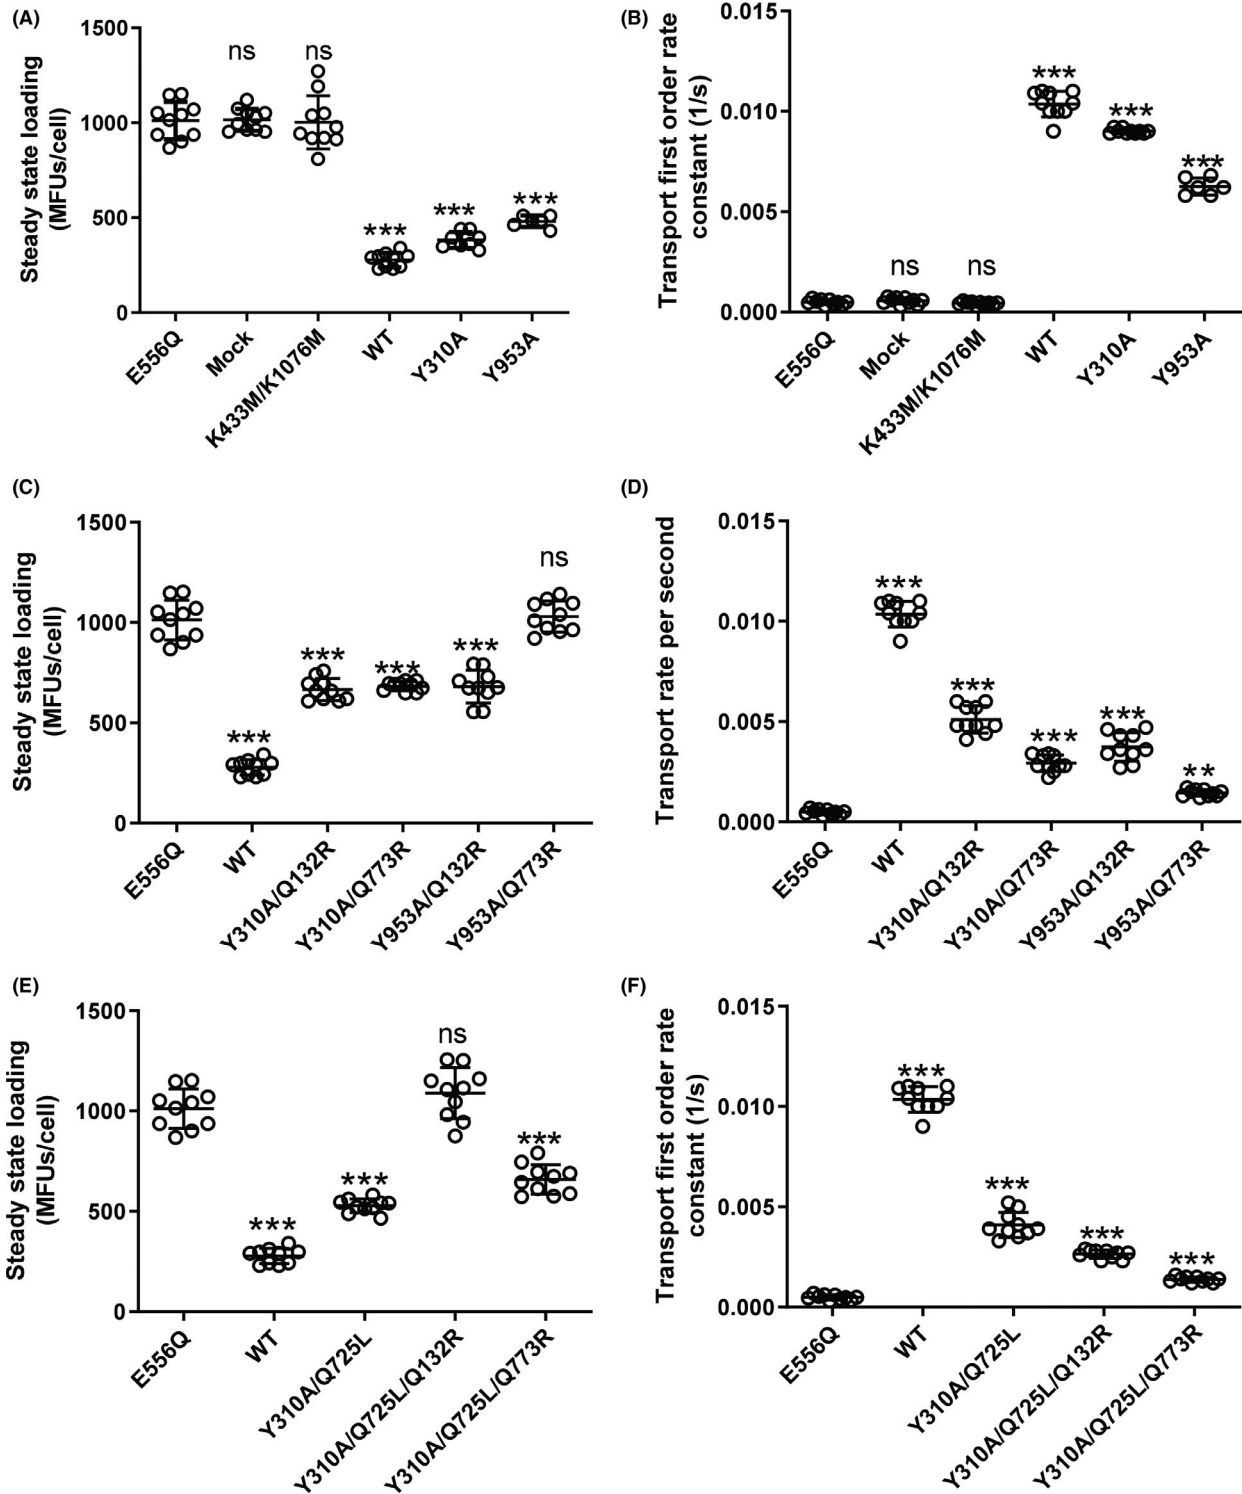 (A)
Steady state loading
(MFUs/cell)
1500
1000
500
0
ns
ns
***
***
***
E556Q
Mock
K433M/K1076M
WT
Y310A
Y953A
(B)
Transport first order rate
constant (1/s)
0.015
0.010
0.005
0.000
ns
ns
***
***
***
E556Q
Mock
K433M/K1076M
WT
Y310A
Y953A
(C)
Steady state loading
(MFUs/cell)
1500
1000
500
0
***
***
***
***
ns
E556Q
WT
Y310A/Q132R
Y310A/Q773R
Y953A/Q132R
Y953A/Q773R
(D)
Transport rate per second
0.015
0.010
0.005
0.000
***
***
***
***
**
E556Q
WT
Y310A/Q132R
Y310A/Q773R
Y953A/Q132R
Y953A/Q773R
(E)
Steady state loading
(MFUs/cell)
1500
1000
500
0
***
***
ns
***
E556Q
WT
Y310A/Q725L
Y310A/Q725L/Q132R
Y310A/Q725L/Q773R
(F)
Transport first order rate
constant (1/s)
0.015
0.010
0.005
0.000
***
***
***
***
E556Q
WT
Y310A/Q725L
Y310A/Q725L/Q132R
Y310A/Q725L/Q773R